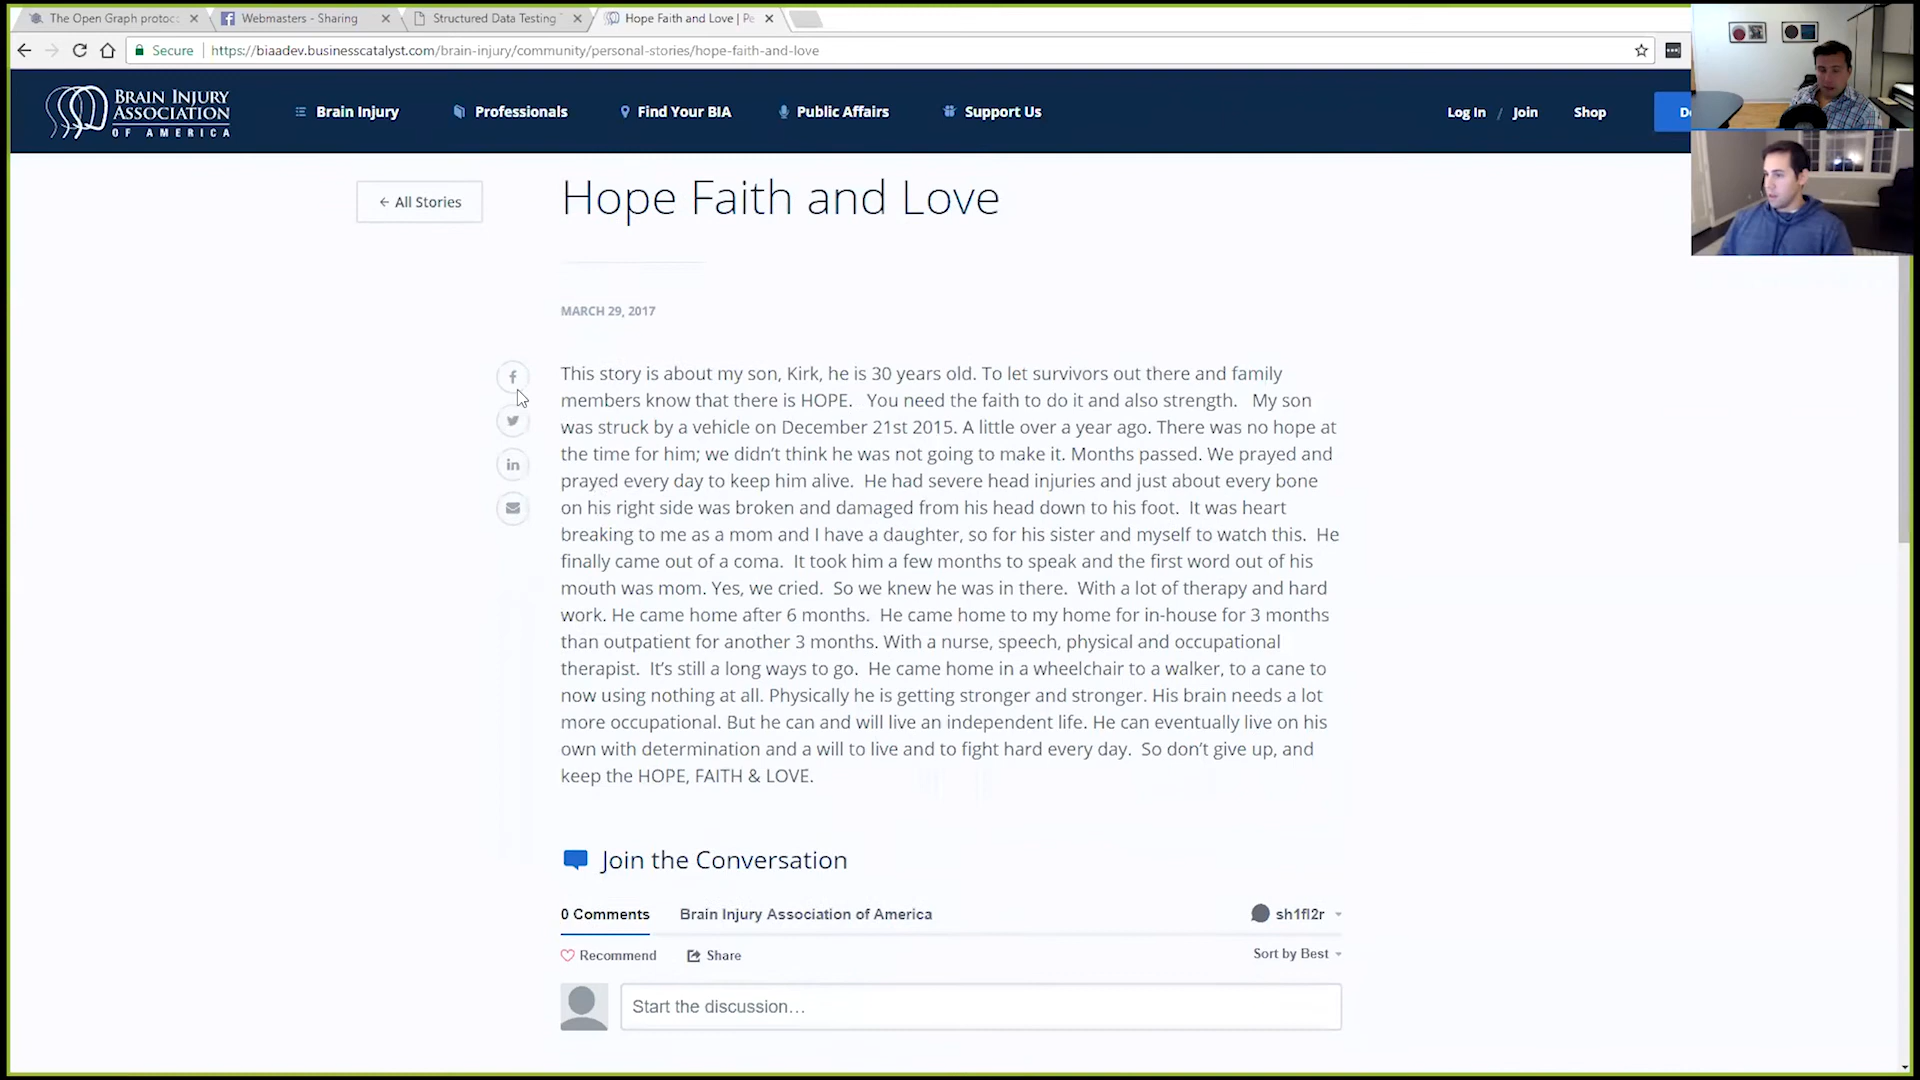 The Open Graph protoc
Webmasters - Sharing
Structured Data Testing
Hope Faith and Love | Pe
Secure
https://biaadev.businesscatalyst.com/brain-injury/community/personal-stories/hope-faith-and-love
BRAIN INJURY
ASSOCIATION
OF AMERICA
Brain Injury
Professionals
Find Your BIA
Public Affairs
Support Us
Log In / Join
Shop
← All Stories
Hope Faith and Love
MARCH 29, 2017
This story is about my son, Kirk, he is 30 years old. To let survivors out there and family
members know that there is HOPE.   You need the faith to do it and also strength.   My son
was struck by a vehicle on December 21st 2015. A little over a year ago. There was no hope at
the time for him; we didn’t think he was not going to make it. Months passed. We prayed and
prayed every day to keep him alive.  He had severe head injuries and just about every bone
on his right side was broken and damaged from his head down to his foot.  It was heart
breaking to me as a mom and I have a daughter, so for his sister and myself to watch this.  He
finally came out of a coma.  It took him a few months to speak and the first word out of his
mouth was mom. Yes, we cried.  So we knew he was in there.  With a lot of therapy and hard
work. He came home after 6 months.  He came home to my home for in-house for 3 months
than outpatient for another 3 months. With a nurse, speech, physical and occupational
therapist.  It’s still a long ways to go.  He came home in a wheelchair to a walker, to a cane to
now using nothing at all. Physically he is getting stronger and stronger. His brain needs a lot
more occupational. But he can and will live an independent life. He can eventually live on his
own with determination and a will to live and to fight hard every day.  So don’t give up, and
keep the HOPE, FAITH & LOVE.
Join the Conversation
0 Comments
Brain Injury Association of America
sh1fl2r
Recommend
Share
Sort by Best
Start the discussion…